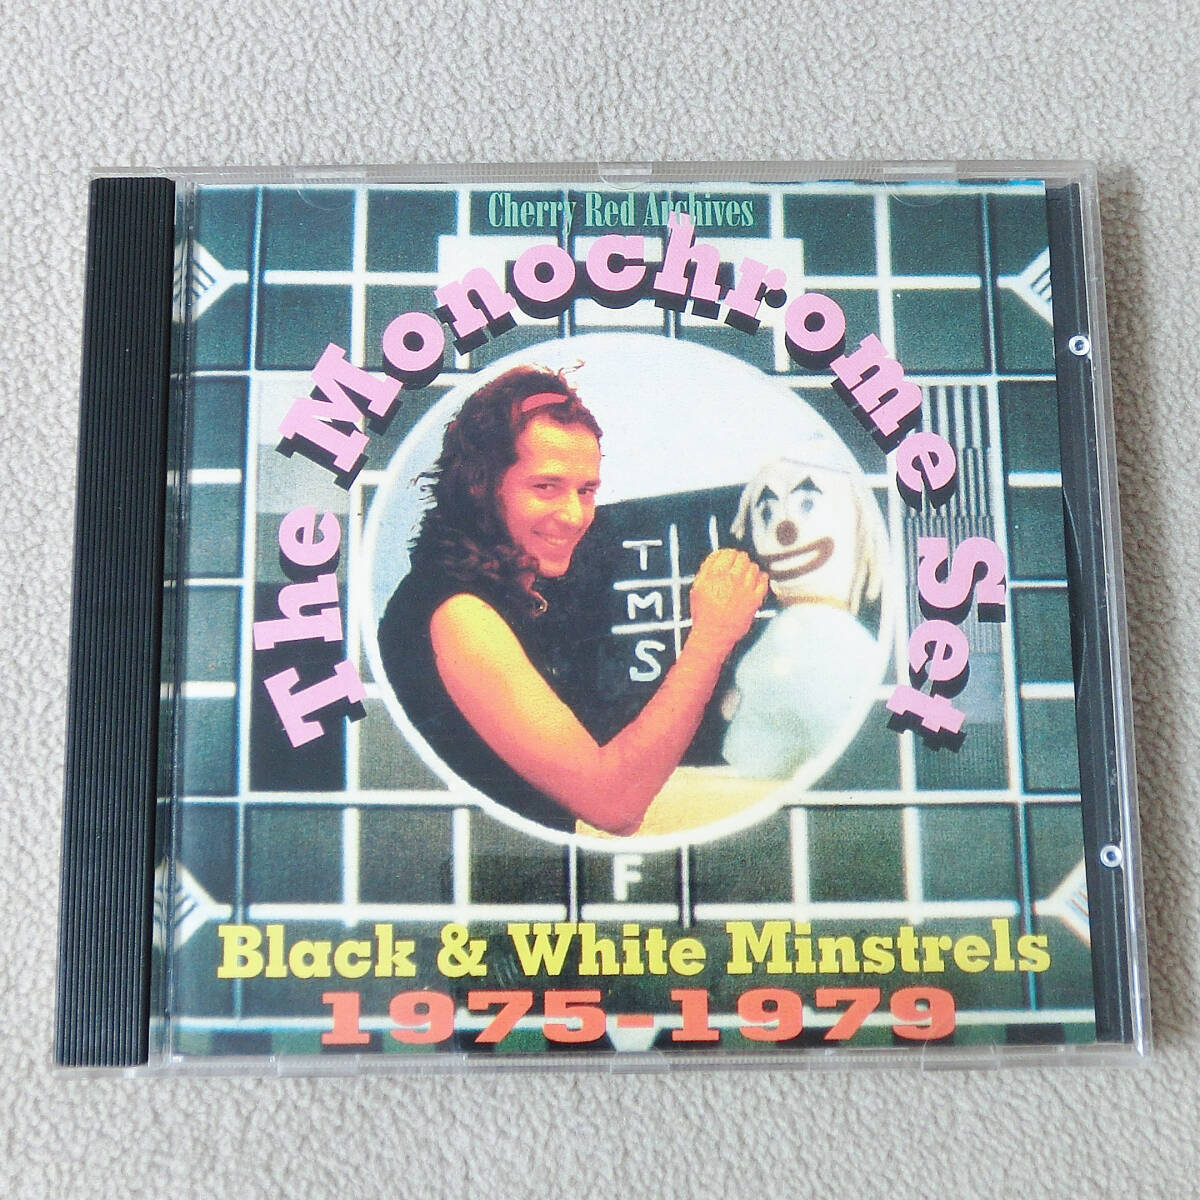 Cherry Red Archives
The Monochrome Set
T
M
S
F
Black & White Minstrels
1975-1979